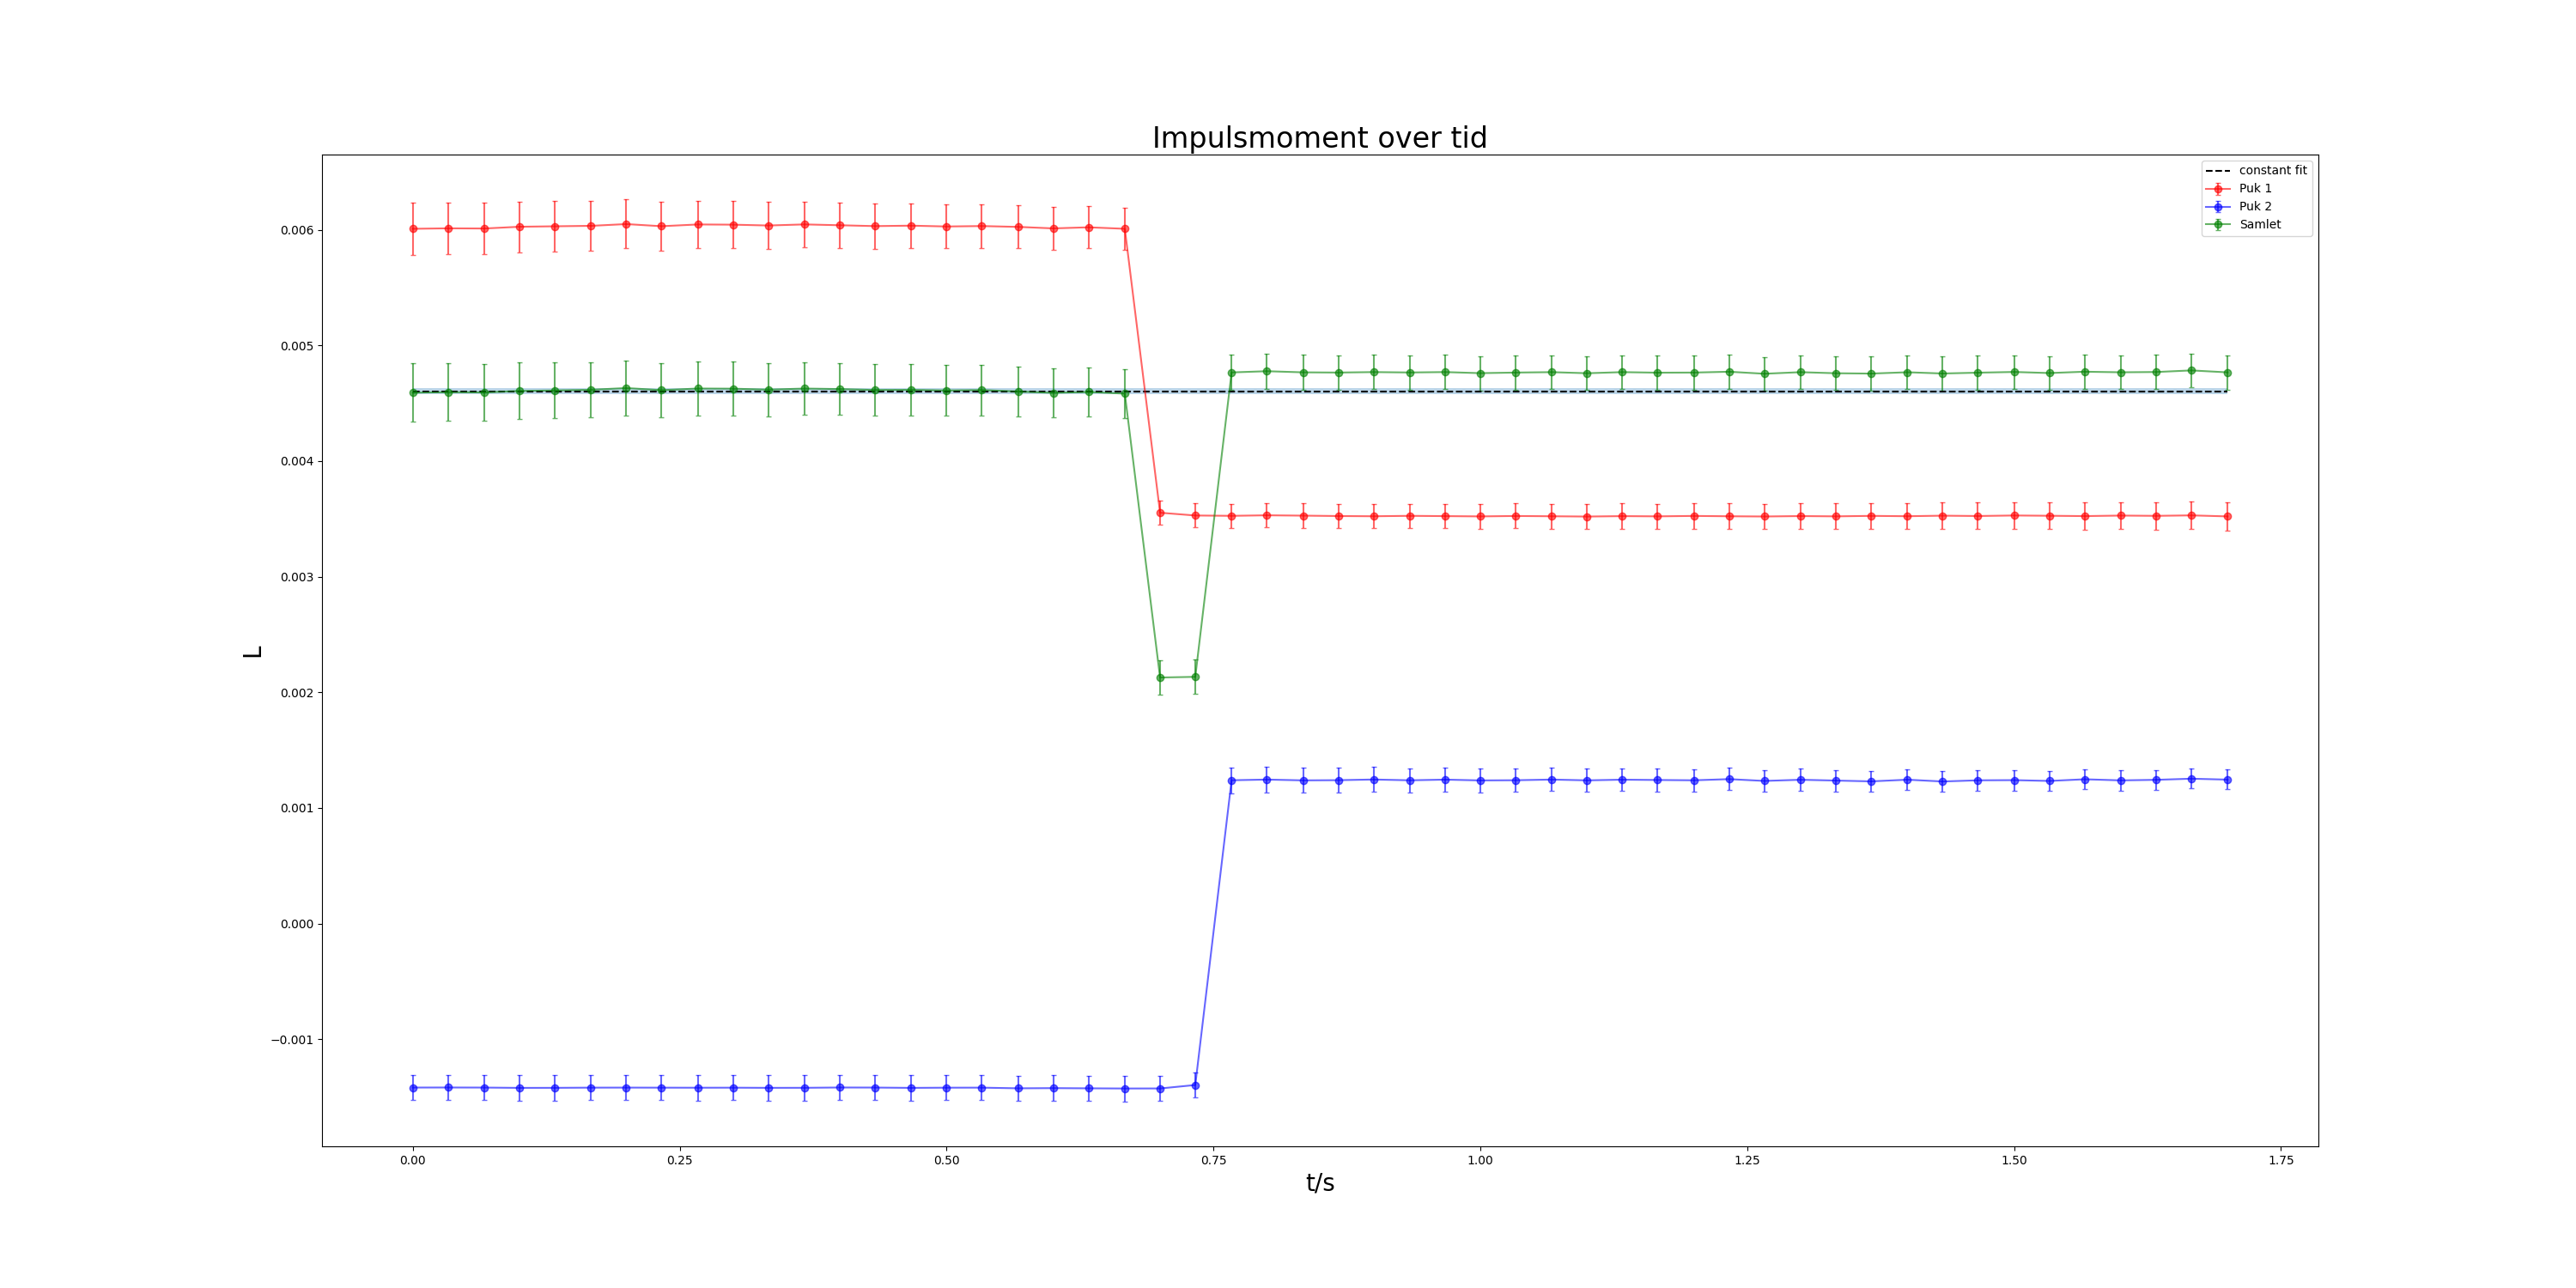 Impulsmoment over tid
constant fit
Puk 1
Puk 2
Samlet
0.006
0.005
0.004
0.003
0.002
0.001
0.000
−0.001
L
0.00 0.25 0.50 0.75 1.00 1.25 1.50 1.75
t/s